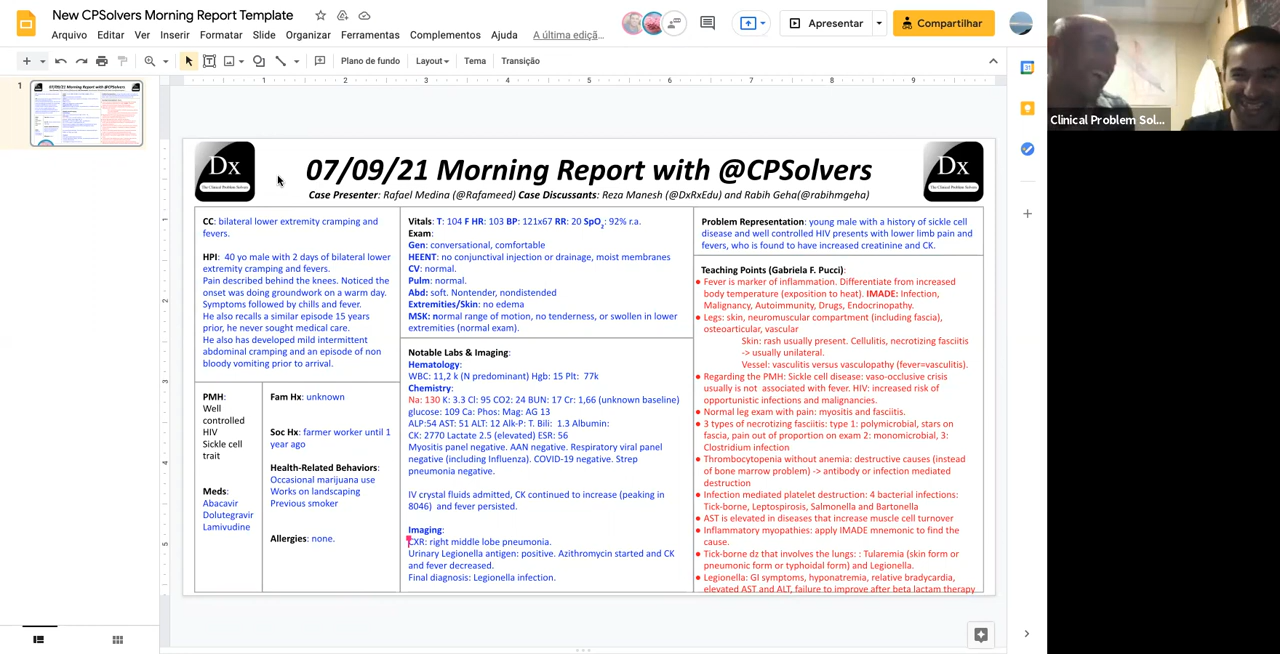 New CPSolvers Morning Report Template
Arquivo Editar Ver Inserir Formatar Slide Organizar Ferramentas Complementos Ajuda A última ediçã...
Apresentar
Compartilhar
Plano de fundo Layout Tema Transição
1
Clinical Problem Sol...
Dx
The Clinical Problem Solvers
07/09/21 Morning Report with @CPSolvers
Case Presenter: Rafael Medina (@Rafameed) Case Discussants: Reza Manesh (@DxRxEdu) and Rabih Geha(@rabihmgeha)
Dx
The Clinical Problem Solvers
CC: bilateral lower extremity cramping and
fevers.
HPI: 40 yo male with 2 days of bilateral lower
extremity cramping and fevers.
Pain described behind the knees. Noticed the
onset was doing groundwork on a warm day.
Symptoms followed by chills and fever.
He also recalls a similar episode 15 years
prior, he never sought medical care.
He also has developed mild intermittent
abdominal cramping and an episode of non
bloody vomiting prior to arrival.
PMH:
Well
controlled
HIV
Sickle cell
trait
Meds:
Abacavir
Dolutegravir
Lamivudine
Fam Hx: unknown
Soc Hx: farmer worker until 1
year ago
Health-Related Behaviors:
Occasional marijuana use
Works on landscaping
Previous smoker
Allergies: none.
Vitals: T: 104 F HR: 103 BP: 121x67 RR: 20 SpO2: 92% r.a.
Exam:
Gen: conversational, comfortable
HEENT: no conjunctival injection or drainage, moist membranes
CV: normal.
Pulm: normal.
Abd: soft. Nontender, nondistended
Extremities/Skin: no edema
MSK: normal range of motion, no tenderness, or swollen in lower
extremities (normal exam).
Notable Labs & Imaging:
Hematology:
WBC: 11,2 k (N predominant) Hgb: 15 Plt: 77k
Chemistry:
Na: 130 K: 3.3 Cl: 95 CO2: 24 BUN: 17 Cr: 1,66 (unknown baseline)
glucose: 109 Ca: Phos: Mag: AG 13
ALP:54 AST: 51 ALT: 12 Alk-P: T. Bili: 1.3 Albumin:
CK: 2770 Lactate 2.5 (elevated) ESR: 56
Myositis panel negative. AAN negative. Respiratory viral panel
negative (including Influenza). COVID-19 negative. Strep
pneumonia negative.
IV crystal fluids admitted, CK continued to increase (peaking in
8046) and fever persisted.
Imaging:
CXR: right middle lobe pneumonia.
Urinary Legionella antigen: positive. Azithromycin started and CK
and fever decreased.
Final diagnosis: Legionella infection.
Problem Representation: young male with a history of sickle cell
disease and well controlled HIV presents with lower limb pain and
fevers, who is found to have increased creatinine and CK.
Teaching Points (Gabriela F. Pucci):
● Fever is marker of inflammation. Differentiate from increased
body temperature (exposition to heat). IMADE: Infection,
Malignancy, Autoimmunity, Drugs, Endocrinopathy.
● Legs: skin, neuromuscular compartment (including fascia),
osteoarticular, vascular
Skin: rash usually present. Cellulitis, necrotizing fasciitis
-> usually unilateral.
Vessel: vasculitis versus vasculopathy (fever=vasculitis).
● Regarding the PMH: Sickle cell disease: vaso-occlusive crisis
usually is not associated with fever. HIV: increased risk of
opportunistic infections and malignancies.
● Normal leg exam with pain: myositis and fasciitis.
● 3 types of necrotizing fasciitis: type 1: polymicrobial, stars on
fascia, pain out of proportion on exam 2: monomicrobial, 3:
Clostridium infection
● Thrombocytopenia without anemia: destructive causes (instead
of bone marrow problem) -> antibody or infection mediated
destruction
● Infection mediated platelet destruction: 4 bacterial infections:
Tick-borne, Leptospirosis, Salmonella and Bartonella
● AST is elevated in diseases that increase muscle cell turnover
● Inflammatory myopathies: apply IMADE mnemonic to find the
cause.
● Tick-borne dz that involves the lungs: : Tularemia (skin form or
pneumonic form or typhoidal form) and Legionella.
● Legionella: GI symptoms, hyponatremia, relative bradycardia,
elevated AST and ALT, failure to improve after beta lactam therapy